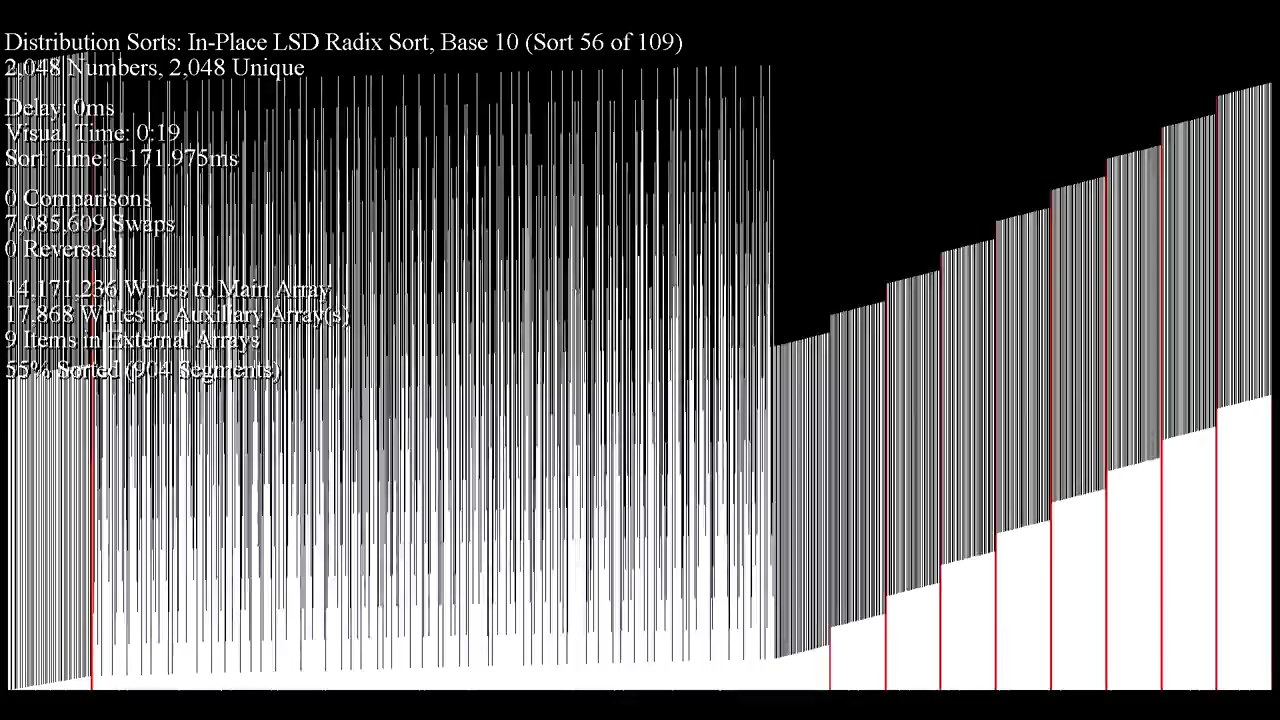 Distribution Sorts: In-Place LSD Radix Sort, Base 10 (Sort 56 of 109)
2,048 Numbers, 2,048 Unique
Delay: 0ms
Visual Time: 0:19
Sort Time: ~171.975ms
0 Comparisons
7,085,609 Swaps
0 Reversals
14,171,236 Writes to Main Array
17,868 Writes to Auxiliary Array(s)
9 Items in External Arrays
55% Sorted (904 Segments)